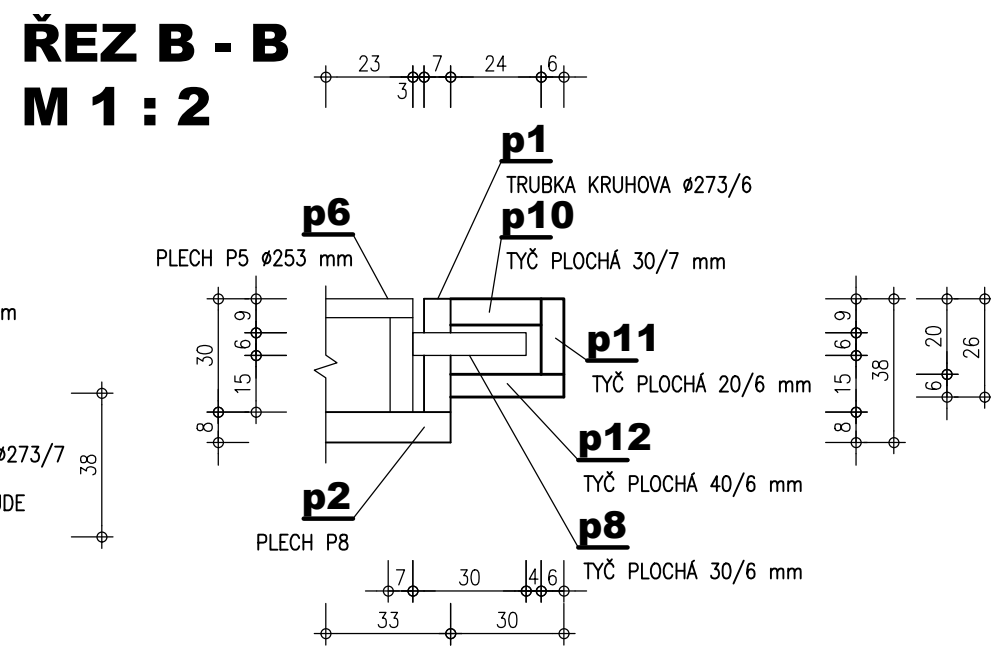 ŘEZ B - B
M 1 : 2
23 3 7 24 6
p1
TRUBKA KRUHOVA ø273/6
p10
TYČ PLOCHÁ 30/7 mm
p6
PLECH P5 ø253 mm
m
30 8
9 6 15
p11
TYČ PLOCHÁ 20/6 mm
9 6 15 8
38
20 6
26
p12
TYČ PLOCHÁ 40/6 mm
ø273/7
38
UDE
p2
PLECH P8
p8
TYČ PLOCHÁ 30/6 mm
7 30 4 6
33 30